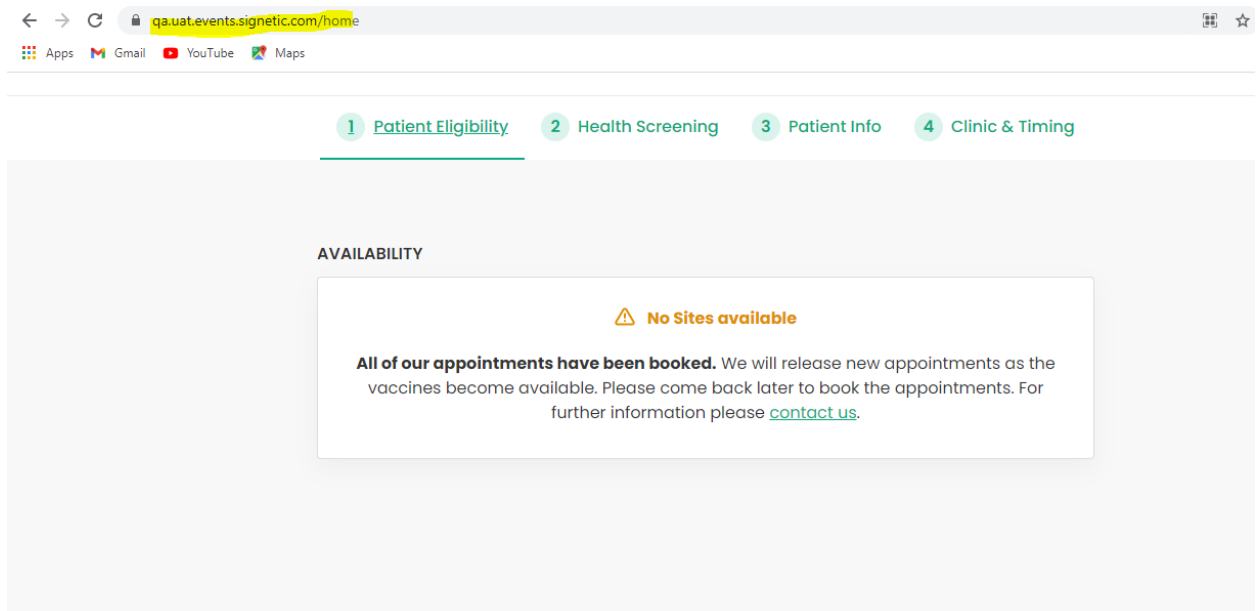 qa.uat.events.signetic.com/home
Apps Gmail YouTube Maps
1 Patient Eligibility 2 Health Screening 3 Patient Info 4 Clinic & Timing
AVAILABILITY
No Sites available
All of our appointments have been booked. We will release new appointments as the
vaccines become available. Please come back later to book the appointments. For
further information please contact us.